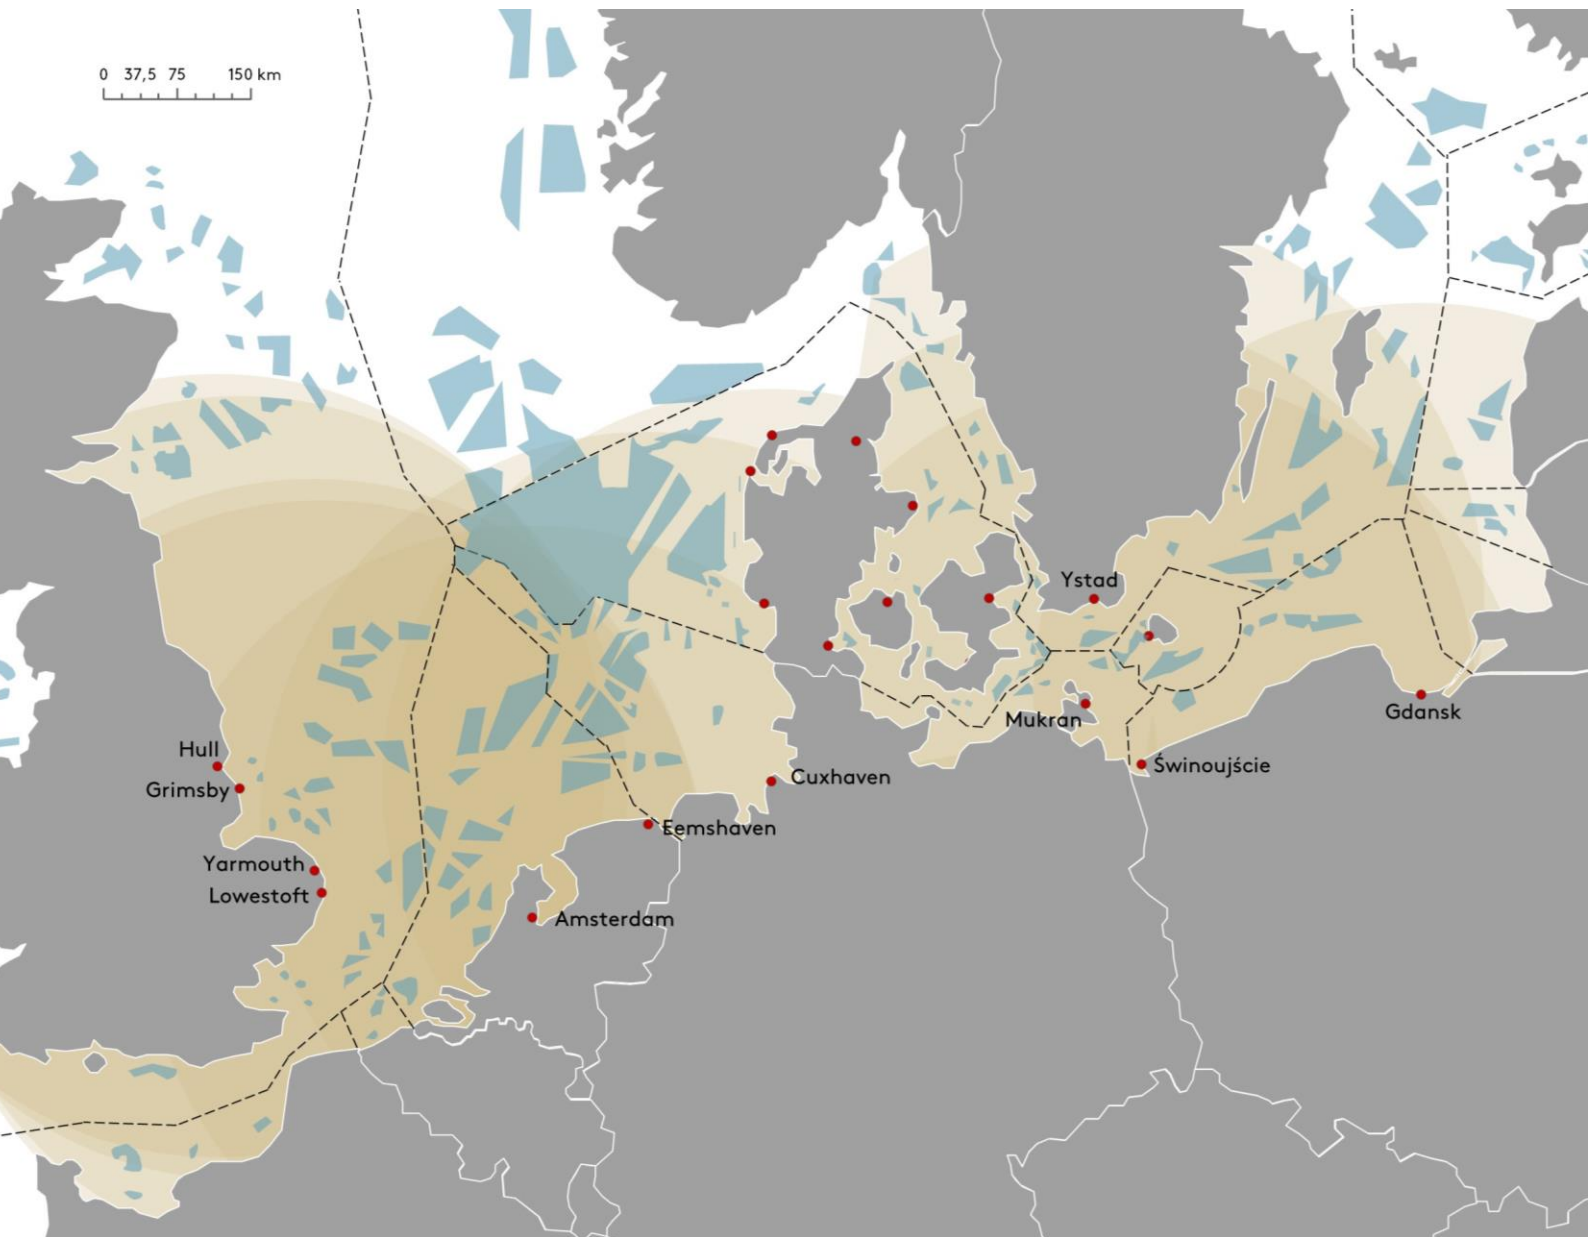 0 37,5 75 150 km
Ystad
Mukran
Gdansk
Świnoujście
Hull
Grimsby
Cuxhaven
Eemshaven
Yarmouth
Lowestoft
Amsterdam